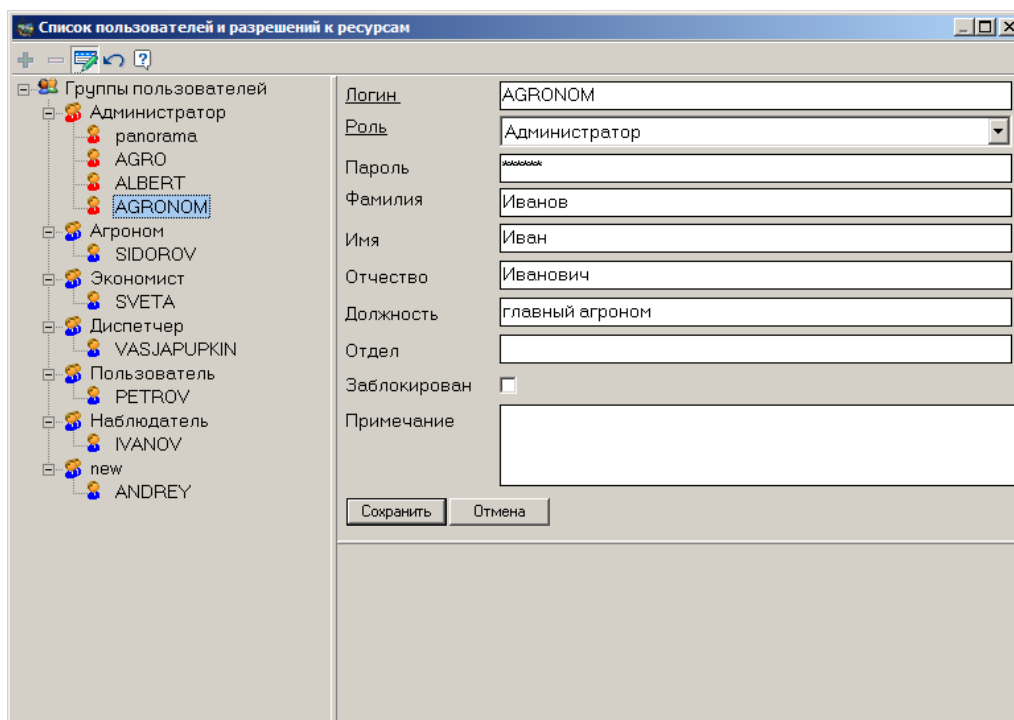 Список пользователей и разрешений к ресурсам
Группы пользователей
Администратор
panorama
AGRO
ALBERT
AGRONOM
Агроном
SIDOROV
Экономист
SVETA
Диспетчер
VASJAPUPKIN
Пользователь
PETROV
Наблюдатель
IVANOV
new
ANDREY
Логин AGRONOM
Роль Администратор
Пароль ******
Фамилия Иванов
Имя Иван
Отчество Иванович
Должность главный агроном
Отдел
Заблокирован
Примечание
Сохранить Отмена